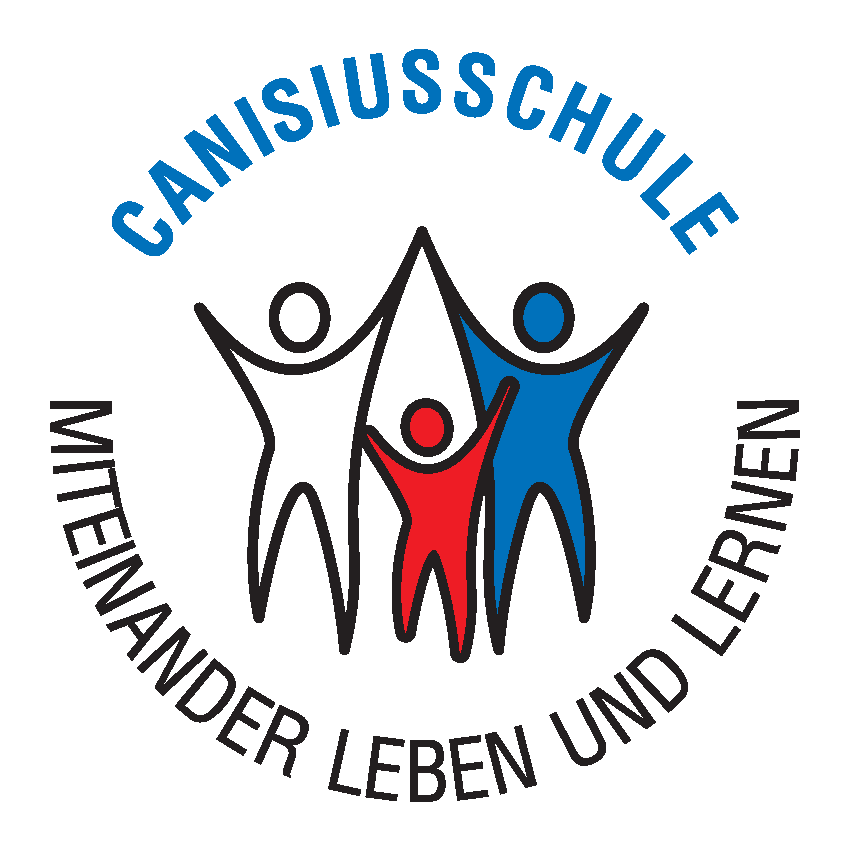 CANISIUSSCHULE
MITEINANDER LEBEN UND LERNEN